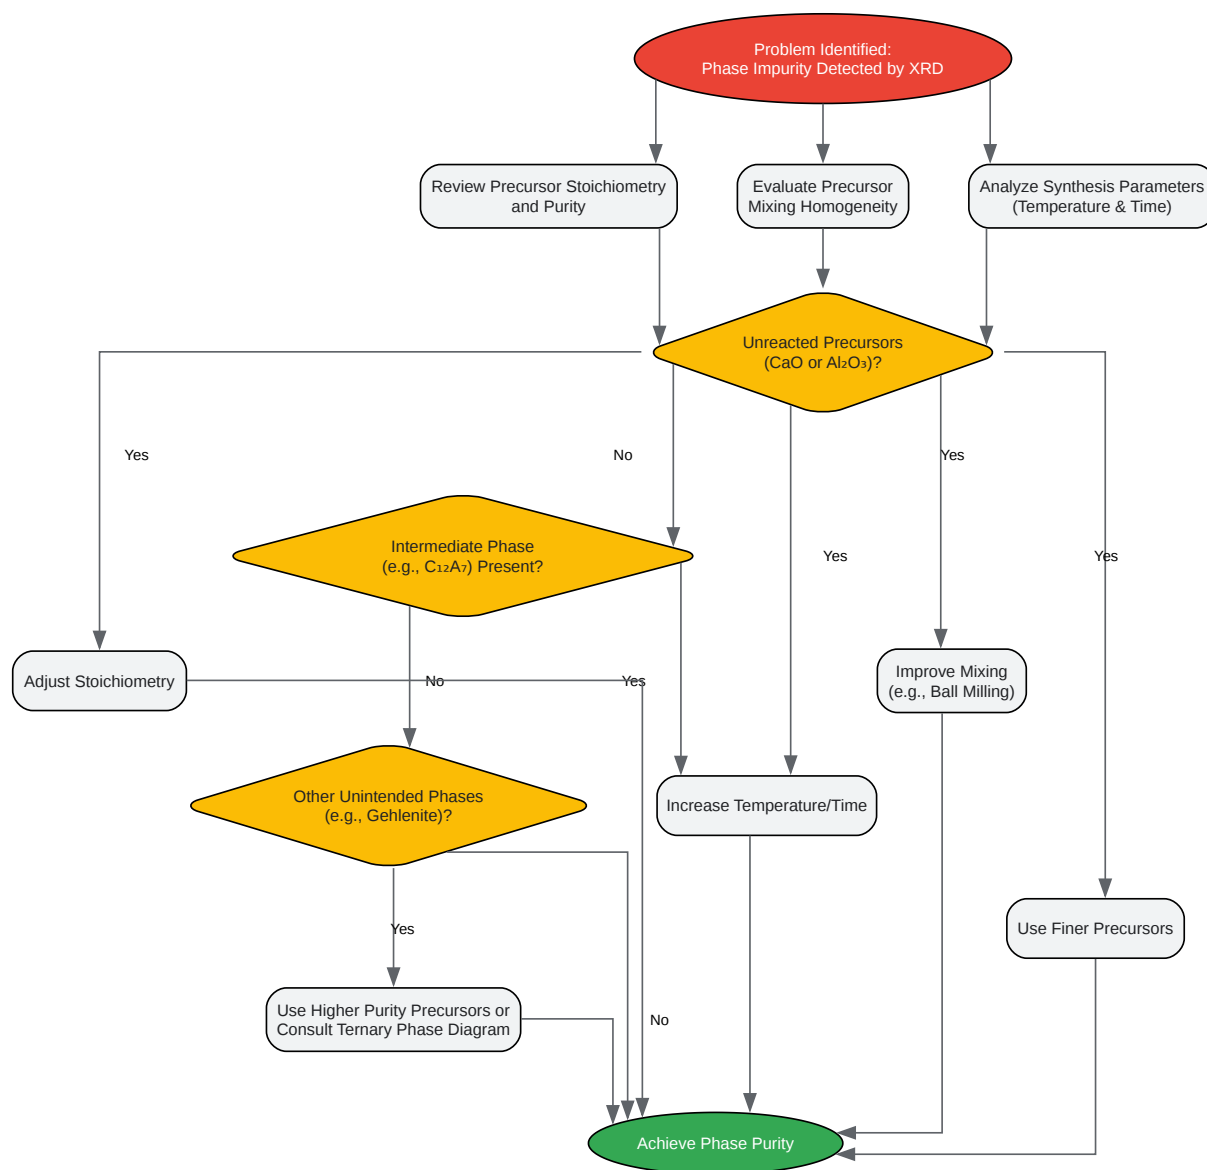 Problem Identified:
Phase Impurity Detected by XRD
Review Precursor Stoichiometry
and Purity
Evaluate Precursor
Mixing Homogeneity
Analyze Synthesis Parameters
(Temperature & Time)
Unreacted Precursors
(CaO or Al₂O₃)?
Yes
No
Yes
Intermediate Phase
(e.g., C₁₂A₇) Present?
Yes
Yes
Adjust Stoichiometry
No
Yes
Improve Mixing
(e.g., Ball Milling)
Other Unintended Phases
(e.g., Gehlenite)?
Increase Temperature/Time
Yes
Use Finer Precursors
Use Higher Purity Precursors or
Consult Ternary Phase Diagram
No
Achieve Phase Purity